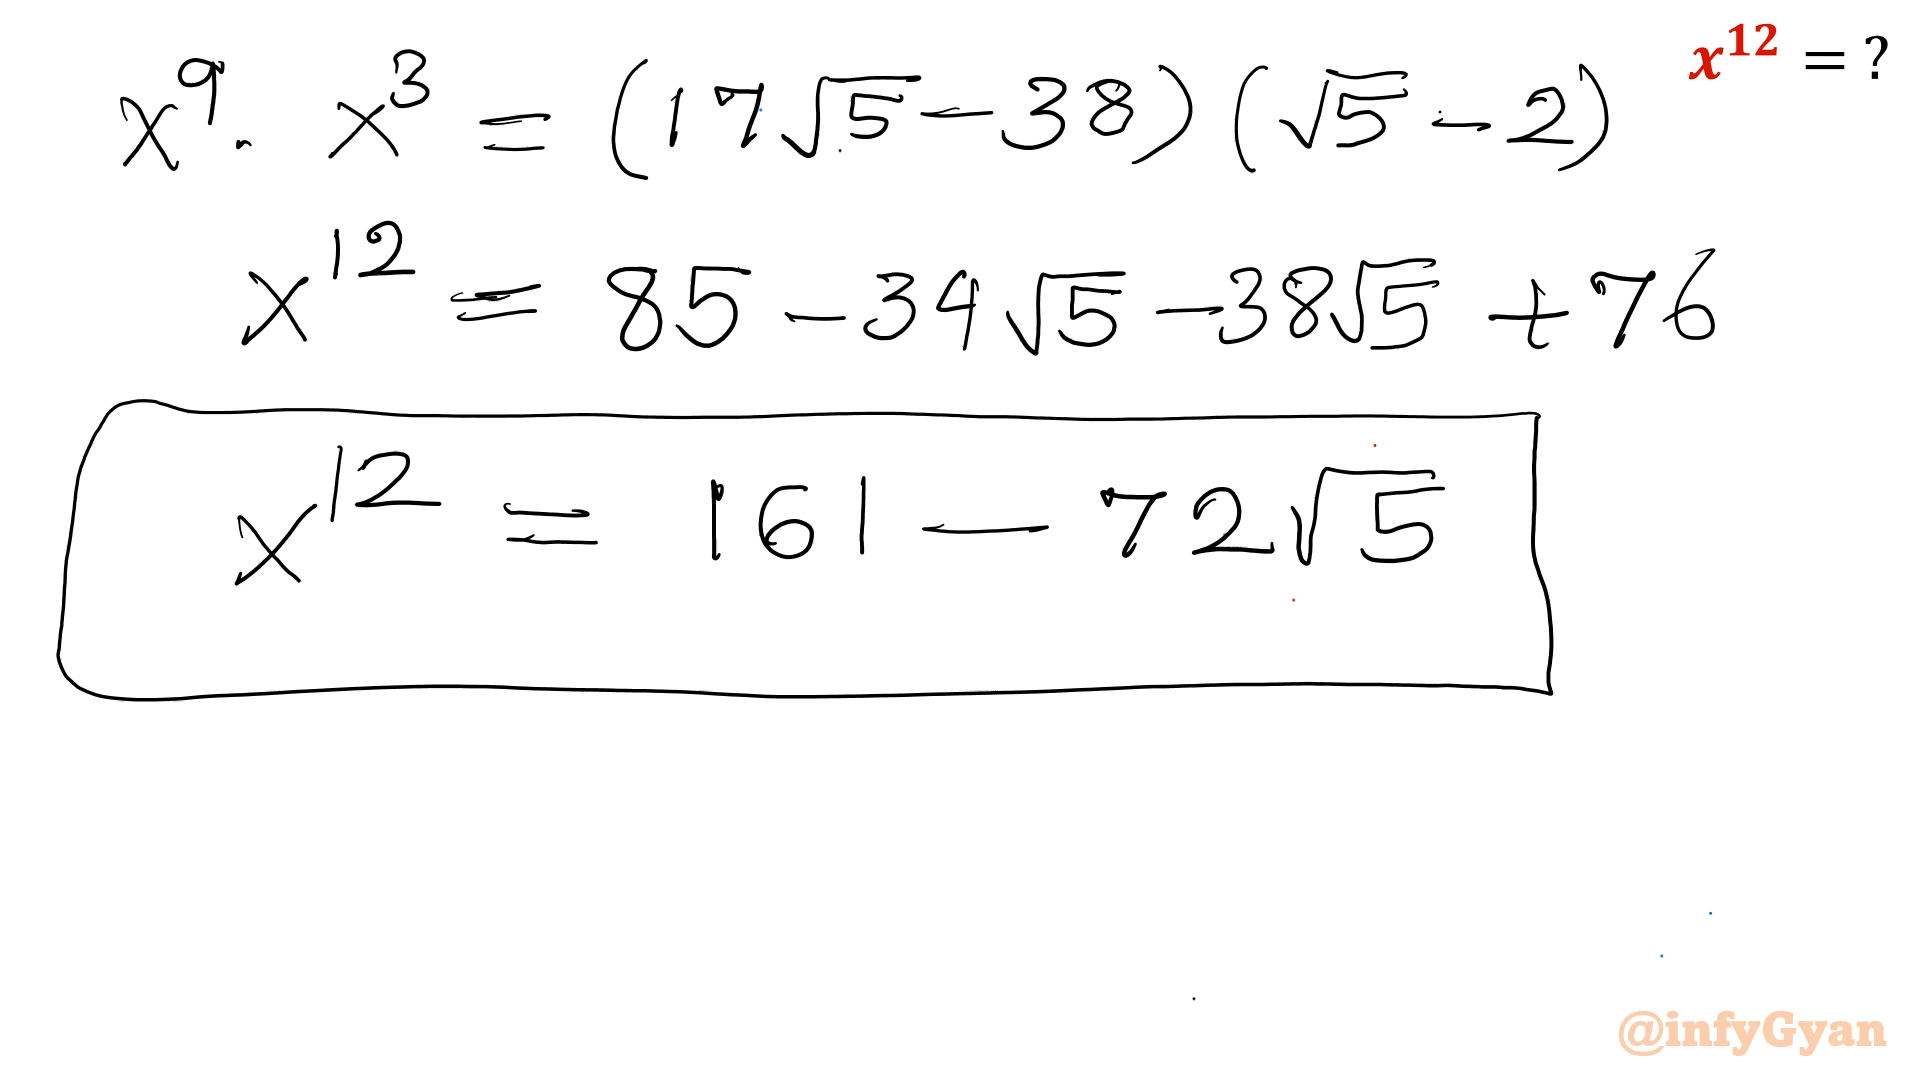 x⁹ · x³ = (17√5 − 38)(√5 − 2)
x¹² = ?
x¹² = 85 − 34√5 − 38√5 + 76
x¹² = 161 − 72√5
@infyGyan